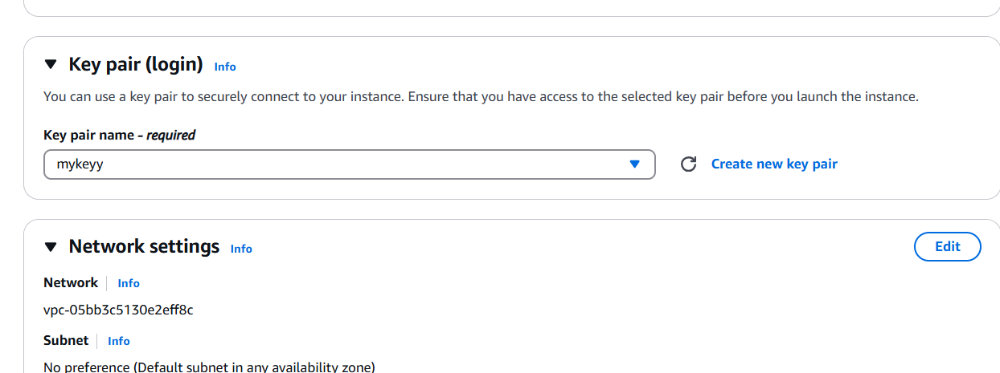 Key pair (login) Info
You can use a key pair to securely connect to your instance. Ensure that you have access to the selected key pair before you launch the instance.
Key pair name - required
mykeyy
Create new key pair
Network settings Info
Edit
Network Info
vpc-05bb3c5130e2eff8c
Subnet Info
No preference (Default subnet in any availability zone)